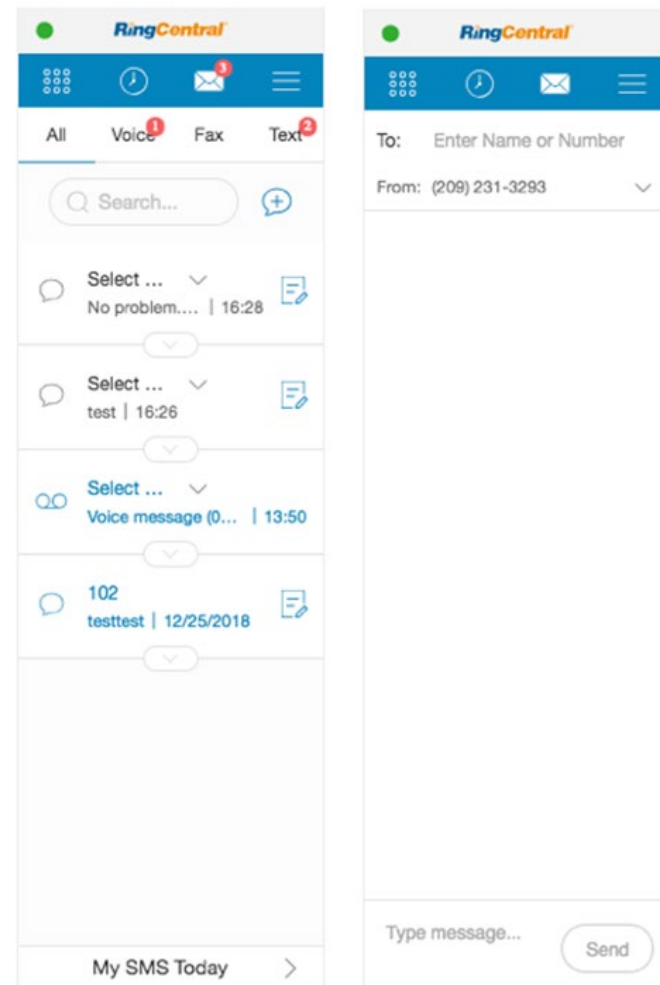 RingCentral
3
All Voice 1 Fax Text 2
Search...
Select ...
No problem.... | 16:28
Select ...
test | 16:26
Select ...
Voice message (0... | 13:50
102
testtest | 12/25/2018
My SMS Today
RingCentral
To: Enter Name or Number
From: (209) 231-3293
Type message...
Send